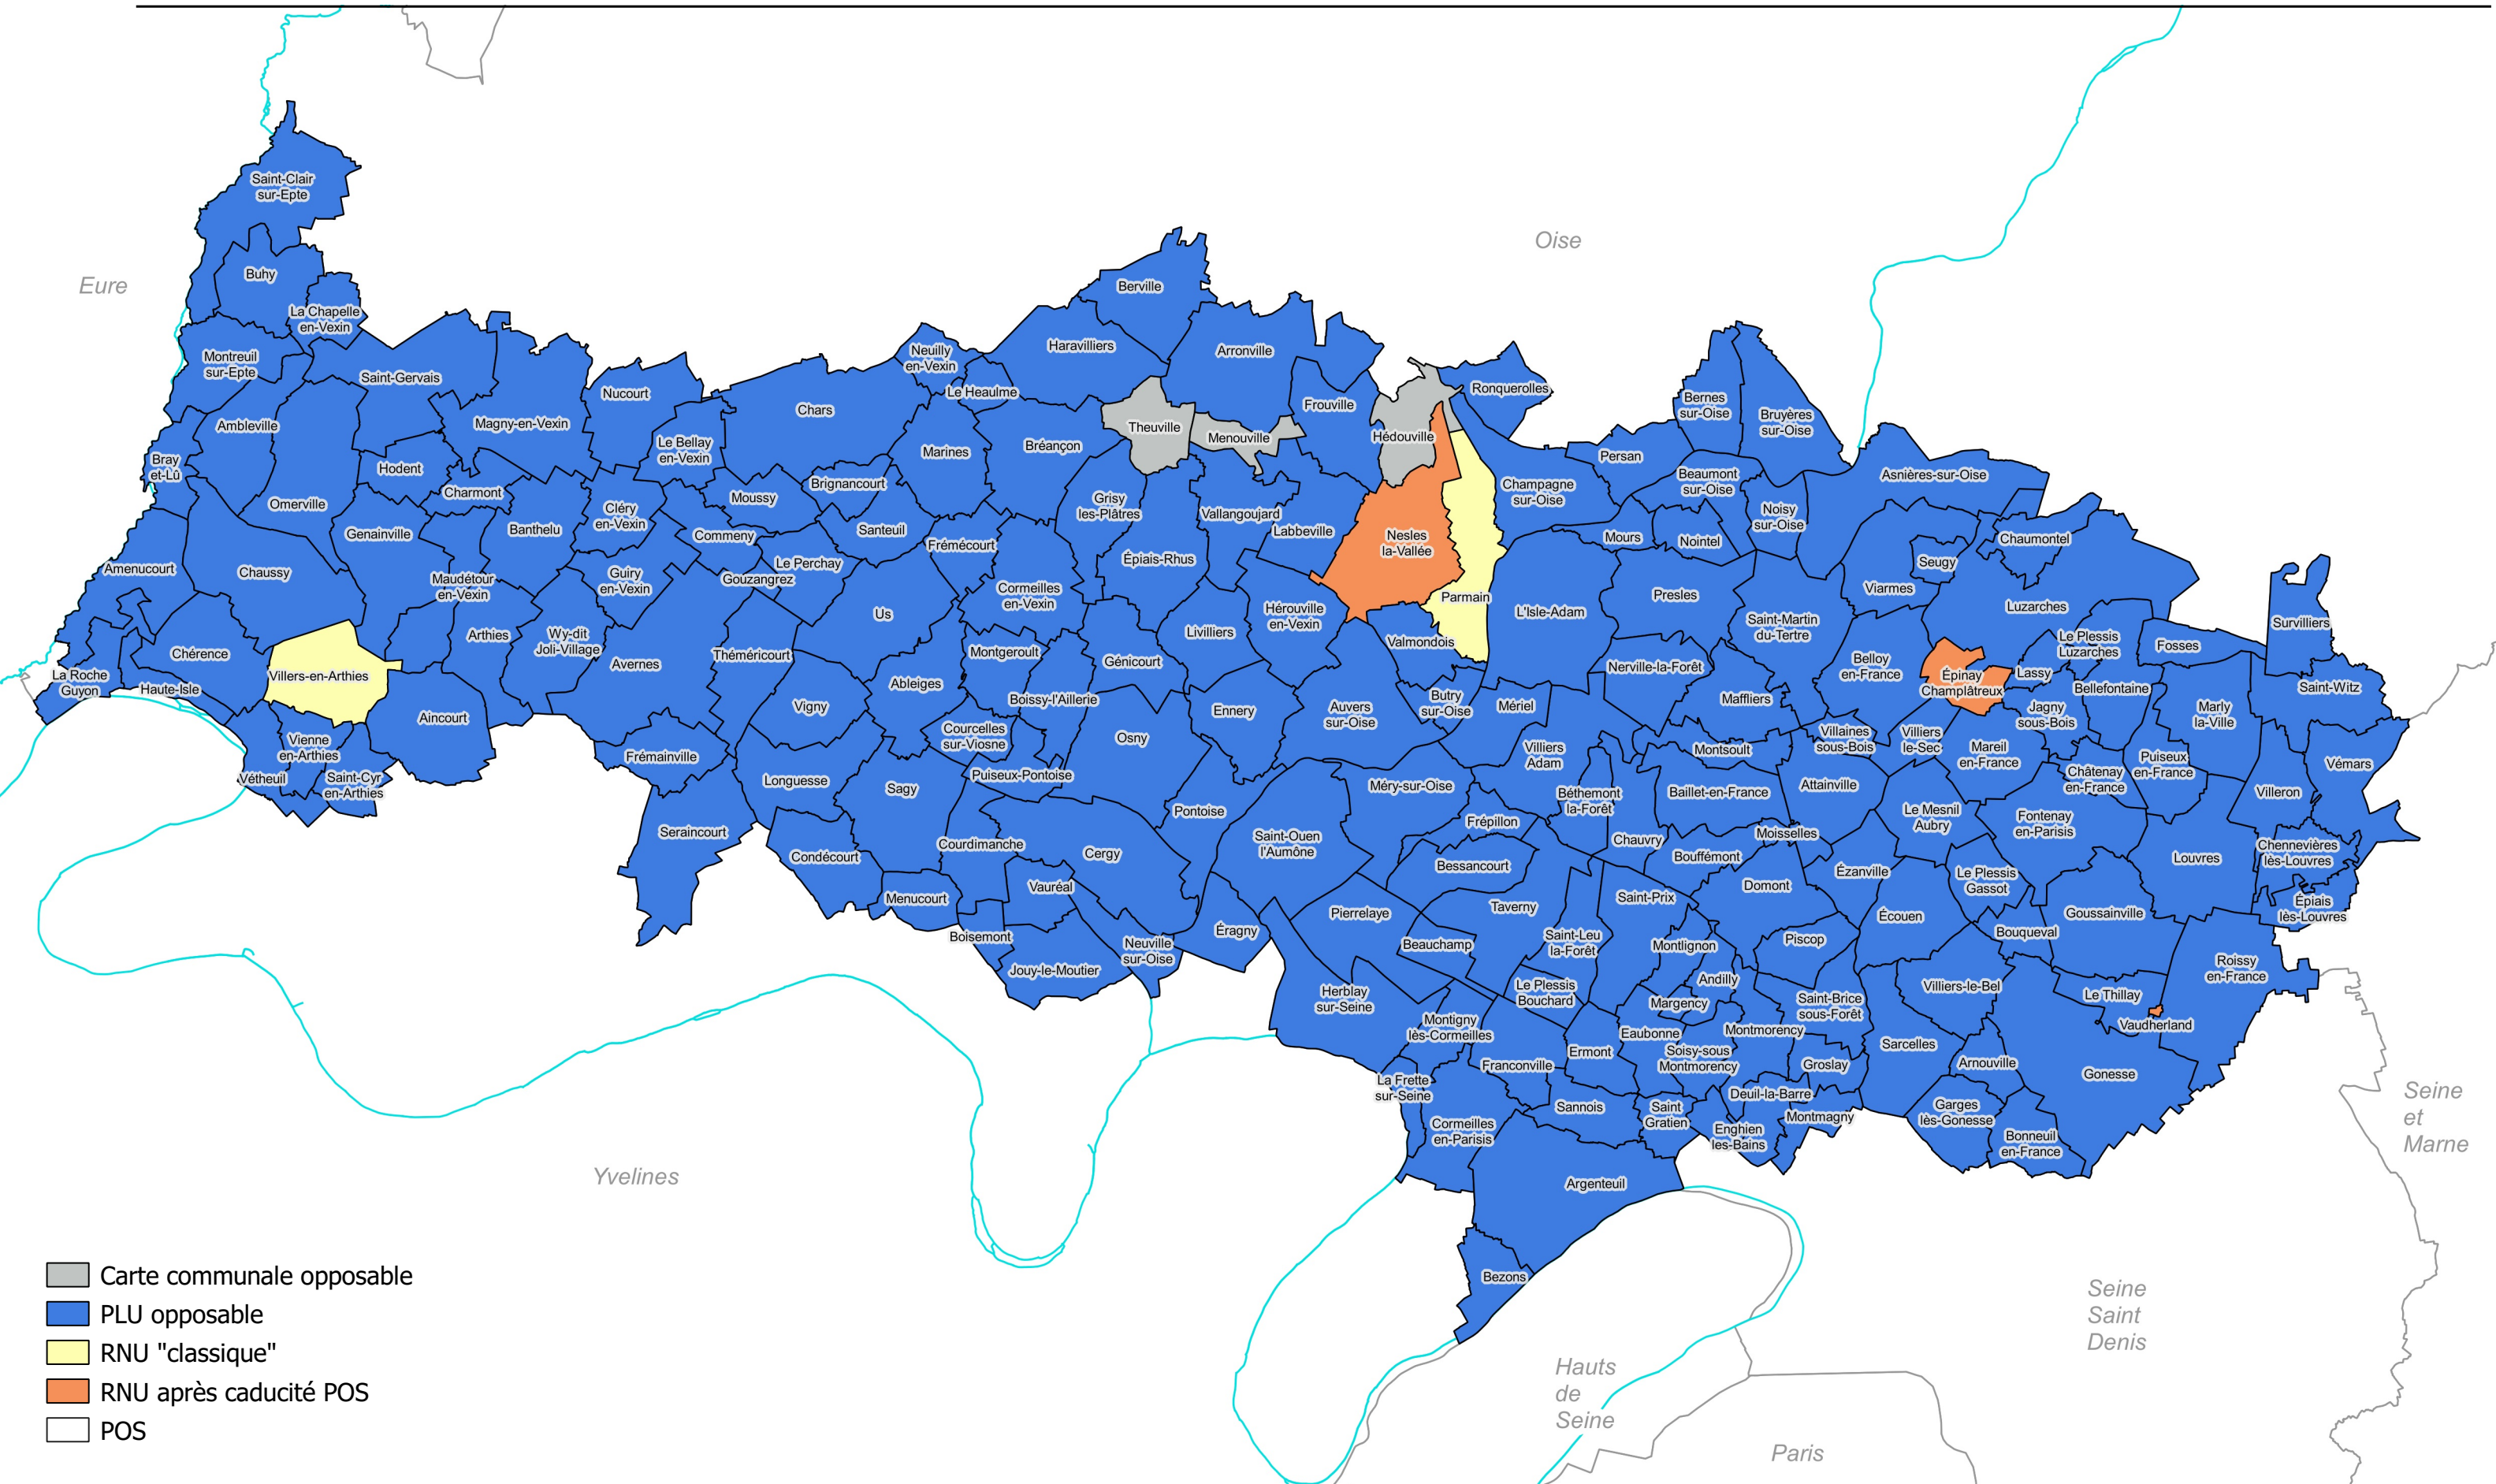 Saint-Clair
sur-Epte
Oise
Buhy
Eure
Berville
La Chapelle
en-Vexin
Montreuil
sur-Epte
Haravilliers
Arronville
Neuilly
en-Vexin
Saint-Gervais
Nucourt
Le Heaulme
Ronquerolles
Chars
Frouville
Bernes
sur-Oise
Bruyères
sur-Oise
Ambleville
Magny-en-Vexin
Theuville
Menouville
Hédouville
Le Bellay
en-Vexin
Marines
Bréançon
Persan
Bray
et-Lû
Hodent
Beaumont
sur-Oise
Asnières-sur-Oise
Charmont
Moussy
Brignancourt
Champagne
sur-Oise
Omerville
Grisy
les-Plâtres
Cléry
en-Vexin
Vallangoujard
Noisy
sur-Oise
Genainville
Banthelu
Commeny
Santeuil
Labbeville
Nesles
la-Vallée
Mours
Nointel
Chaumontel
Frémécourt
Épiais-Rhus
Le Perchay
Seugy
Amenucourt
Chaussy
Maudétour
en-Vexin
Guiry
en-Vexin
Gouzangrez
Cormeilles
en-Vexin
Viarmes
Parmain
Presles
Us
Hérouville
en-Vexin
L'Isle-Adam
Luzarches
Saint-Martin
du-Tertre
Survilliers
Arthies
Wy-dit
Joli-Village
Livilliers
Valmondois
Le Plessis
Luzarches
Fosses
Chérence
Avernes
Théméricourt
Montgeroult
Génicourt
Nerville-la-Forêt
Belloy
en-France
La Roche
Guyon
Haute-Isle
Villers-en-Arthies
Ableiges
Épinay
Champlâtreux
Lassy
Bellefontaine
Saint-Witz
Boissy-l'Aillerie
Butry
sur-Oise
Maffliers
Vigny
Ennery
Auvers
sur-Oise
Mériel
Jagny
sous-Bois
Marly
la-Ville
Aincourt
Courcelles
sur-Viosne
Osny
Villaines
sous-Bois
Villiers
le-Sec
Vienne
en-Arthies
Frémainville
Villiers
Adam
Montsoult
Mareil
en-France
Puiseux
en-France
Vémars
Vétheuil
Saint-Cyr
en-Arthies
Longuesse
Puiseux-Pontoise
Sagy
Méry-sur-Oise
Béthemont
la-Forêt
Baillet-en-France
Attainville
Châtenay
en-France
Villeron
Pontoise
Le Mesnil
Aubry
Fontenay
en-Parisis
Seraincourt
Frépillon
Saint-Ouen
l'Aumône
Chauvry
Moisselles
Condécourt
Courdimanche
Cergy
Bessancourt
Bouffémont
Louvres
Chennevières
lès-Louvres
Ézanville
Le Plessis
Gassot
Menucourt
Vauréal
Taverny
Saint-Prix
Domont
Pierrelaye
Écouen
Goussainville
Épiais
lès-Louvres
Boisemont
Éragny
Beauchamp
Saint-Leu
la-Forêt
Montlignon
Piscop
Bouqueval
Neuville
sur-Oise
Jouy-le-Moutier
Roissy
en-France
Herblay
sur-Seine
Le Plessis
Bouchard
Andilly
Margency
Villiers-le-Bel
Le Thillay
Saint-Brice
sous-Forêt
Montigny
lès-Cormeilles
Eaubonne
Montmorency
Vaudherland
Ermont
Soisy-sous
Montmorency
Sarcelles
Franconville
Groslay
Arnouville
Gonesse
La Frette
sur-Seine
Deuil-la-Barre
Seine
et
Marne
Sannois
Saint
Gratien
Montmagny
Garges
lès-Gonesse
Cormeilles
en-Parisis
Enghien
les-Bains
Bonneuil
en-France
Yvelines
Argenteuil
Bezons
Seine
Saint
Denis
Hauts
de
Seine
Paris
Carte communale opposable
PLU opposable
RNU "classique"
RNU après caducité POS
POS